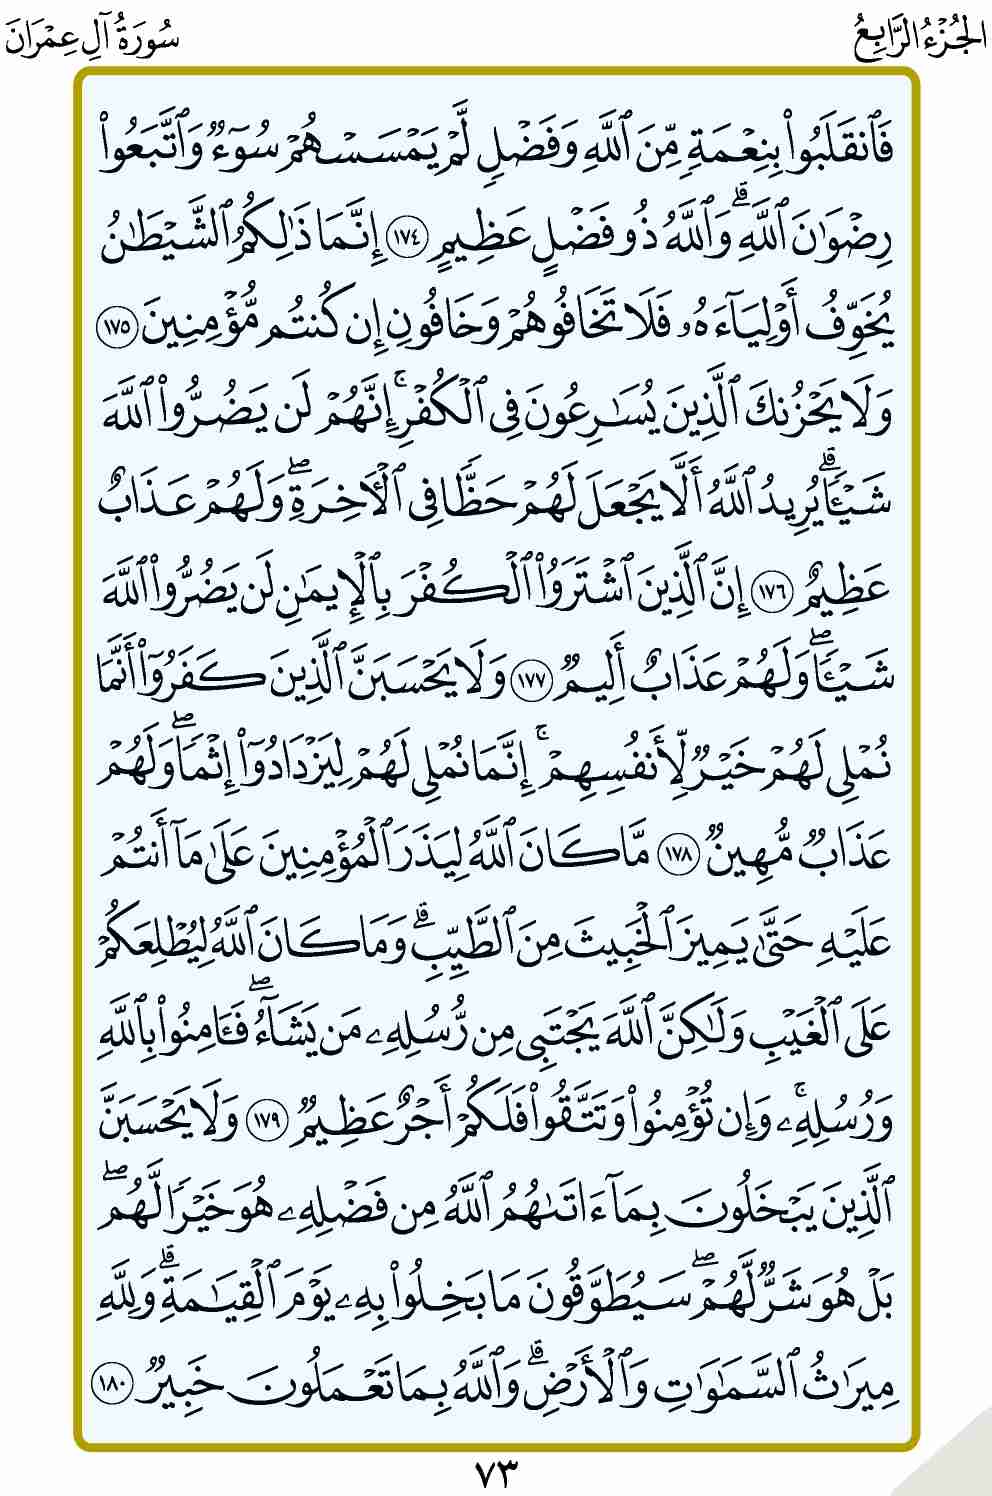 الجُزْءُ الرَّابِعُ
سُورَةُ آلِ عِمْرَانَ
فَٱنقَلَبُوا۟ بِنِعْمَةٍ مِّنَ ٱللَّهِ وَفَضْلٍ لَّمْ يَمْسَسْهُمْ سُوٓءٌ وَٱتَّبَعُوا۟
رِضْوَٰنَ ٱللَّهِ ۗ وَٱللَّهُ ذُو فَضْلٍ عَظِيمٍ ١٧٤ إِنَّمَا ذَٰلِكُمُ ٱلشَّيْطَٰنُ
يُخَوِّفُ أَوْلِيَآءَهُۥ فَلَا تَخَافُوهُمْ وَخَافُونِ إِن كُنتُم مُّؤْمِنِينَ ١٧٥
وَلَا يَحْزُنكَ ٱلَّذِينَ يُسَٰرِعُونَ فِى ٱلْكُفْرِ ۚ إِنَّهُمْ لَن يَضُرُّوا۟ ٱللَّهَ
شَيْـًٔا ۗ يُرِيدُ ٱللَّهُ أَلَّا يَجْعَلَ لَهُمْ حَظًّا فِى ٱلْـَٔاخِرَةِ ۖ وَلَهُمْ عَذَابٌ
عَظِيمٌ ١٧٦ إِنَّ ٱلَّذِينَ ٱشْتَرَوُا۟ ٱلْكُفْرَ بِٱلْإِيمَٰنِ لَن يَضُرُّوا۟ ٱللَّهَ
شَيْـًٔا ۖ وَلَهُمْ عَذَابٌ أَلِيمٌ ١٧٧ وَلَا يَحْسَبَنَّ ٱلَّذِينَ كَفَرُوٓا۟ أَنَّمَا
نُمْلِى لَهُمْ خَيْرٌ لِّأَنفُسِهِمْ ۚ إِنَّمَا نُمْلِى لَهُمْ لِيَزْدَادُوٓا۟ إِثْمًا ۖ وَلَهُمْ
عَذَابٌ مُّهِينٌ ١٧٨ مَّا كَانَ ٱللَّهُ لِيَذَرَ ٱلْمُؤْمِنِينَ عَلَىٰ مَآ أَنتُمْ
عَلَيْهِ حَتَّىٰ يَمِيزَ ٱلْخَبِيثَ مِنَ ٱلطَّيِّبِ ۗ وَمَا كَانَ ٱللَّهُ لِيُطْلِعَكُمْ
عَلَى ٱلْغَيْبِ وَلَٰكِنَّ ٱللَّهَ يَجْتَبِى مِن رُّسُلِهِۦ مَن يَشَآءُ ۖ فَـَٔامِنُوا۟ بِٱللَّهِ
وَرُسُلِهِۦ ۚ وَإِن تُؤْمِنُوا۟ وَتَتَّقُوا۟ فَلَكُمْ أَجْرٌ عَظِيمٌ ١٧٩ وَلَا يَحْسَبَنَّ
ٱلَّذِينَ يَبْخَلُونَ بِمَآ ءَاتَىٰهُمُ ٱللَّهُ مِن فَضْلِهِۦ هُوَ خَيْرًا لَّهُم ۖ
بَلْ هُوَ شَرٌّ لَّهُمْ ۖ سَيُطَوَّقُونَ مَا بَخِلُوا۟ بِهِۦ يَوْمَ ٱلْقِيَٰمَةِ ۗ وَلِلَّهِ
مِيرَٰثُ ٱلسَّمَٰوَٰتِ وَٱلْأَرْضِ ۗ وَٱللَّهُ بِمَا تَعْمَلُونَ خَبِيرٌ ١٨٠
٧٣